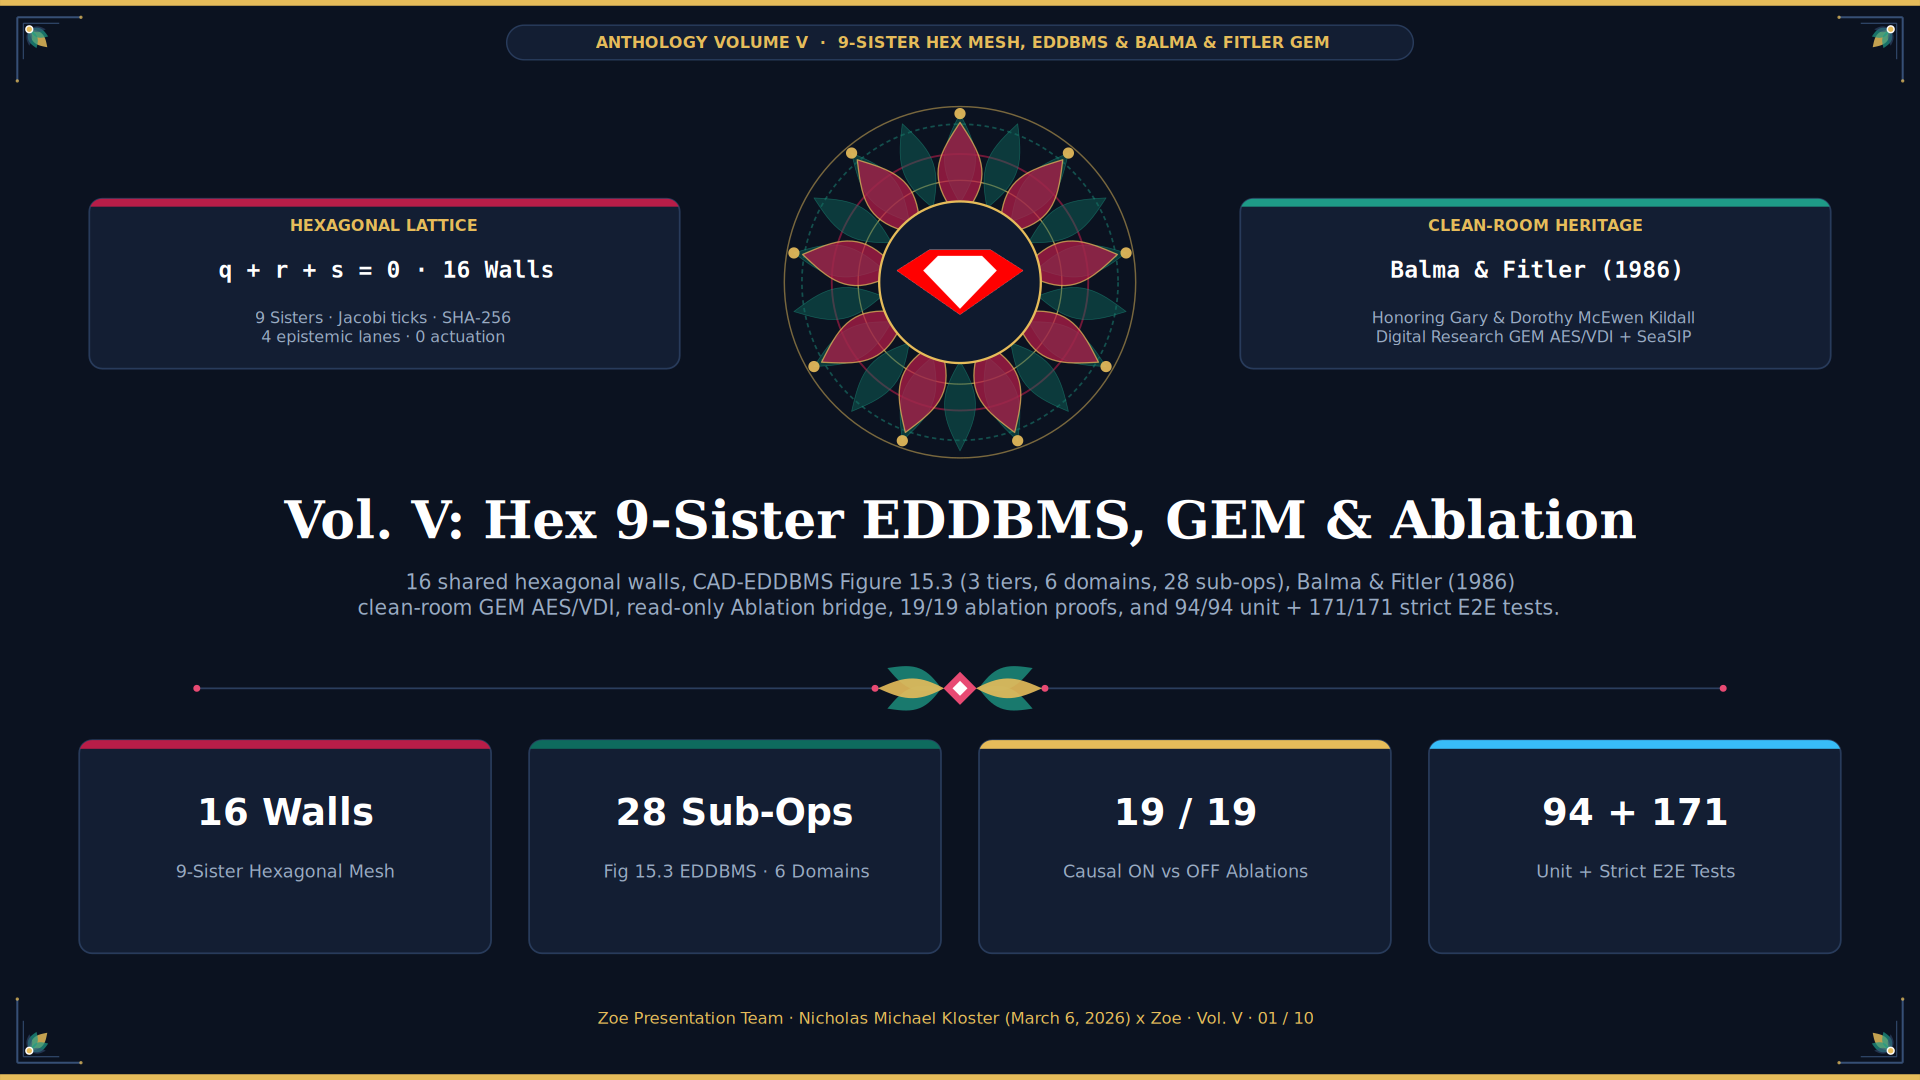 ANTHOLOGY VOLUME V · 9-SISTER HEX MESH, EDDBMS & BALMA & FITLER GEM
HEXAGONAL LATTICE
q + r + s = 0 · 16 Walls
9 Sisters · Jacobi ticks · SHA-256
4 epistemic lanes · 0 actuation
CLEAN-ROOM HERITAGE
Balma & Fitler (1986)
Honoring Gary & Dorothy McEwen Kildall
Digital Research GEM AES/VDI + SeaSIP
Vol. V: Hex 9-Sister EDDBMS, GEM & Ablation
16 shared hexagonal walls, CAD-EDDBMS Figure 15.3 (3 tiers, 6 domains, 28 sub-ops), Balma & Fitler (1986)
clean-room GEM AES/VDI, read-only Ablation bridge, 19/19 ablation proofs, and 94/94 unit + 171/171 strict E2E tests.
16 Walls
9-Sister Hexagonal Mesh
28 Sub-Ops
Fig 15.3 EDDBMS · 6 Domains
19 / 19
Causal ON vs OFF Ablations
94 + 171
Unit + Strict E2E Tests
Zoe Presentation Team · Nicholas Michael Kloster (March 6, 2026) x Zoe · Vol. V · 01 / 10